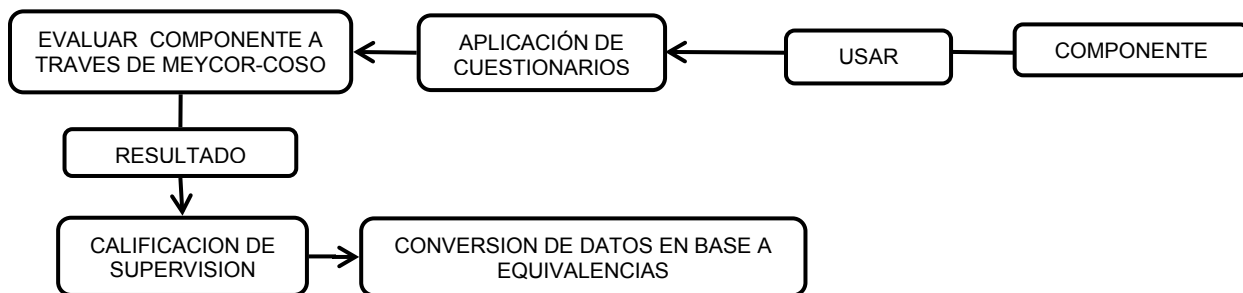 EVALUAR COMPONENTE A
TRAVES DE MEYCOR-COSO
APLICACIÓN DE
CUESTIONARIOS
USAR
COMPONENTE
RESULTADO
CALIFICACION DE
SUPERVISION
CONVERSION DE DATOS EN BASE A
EQUIVALENCIAS